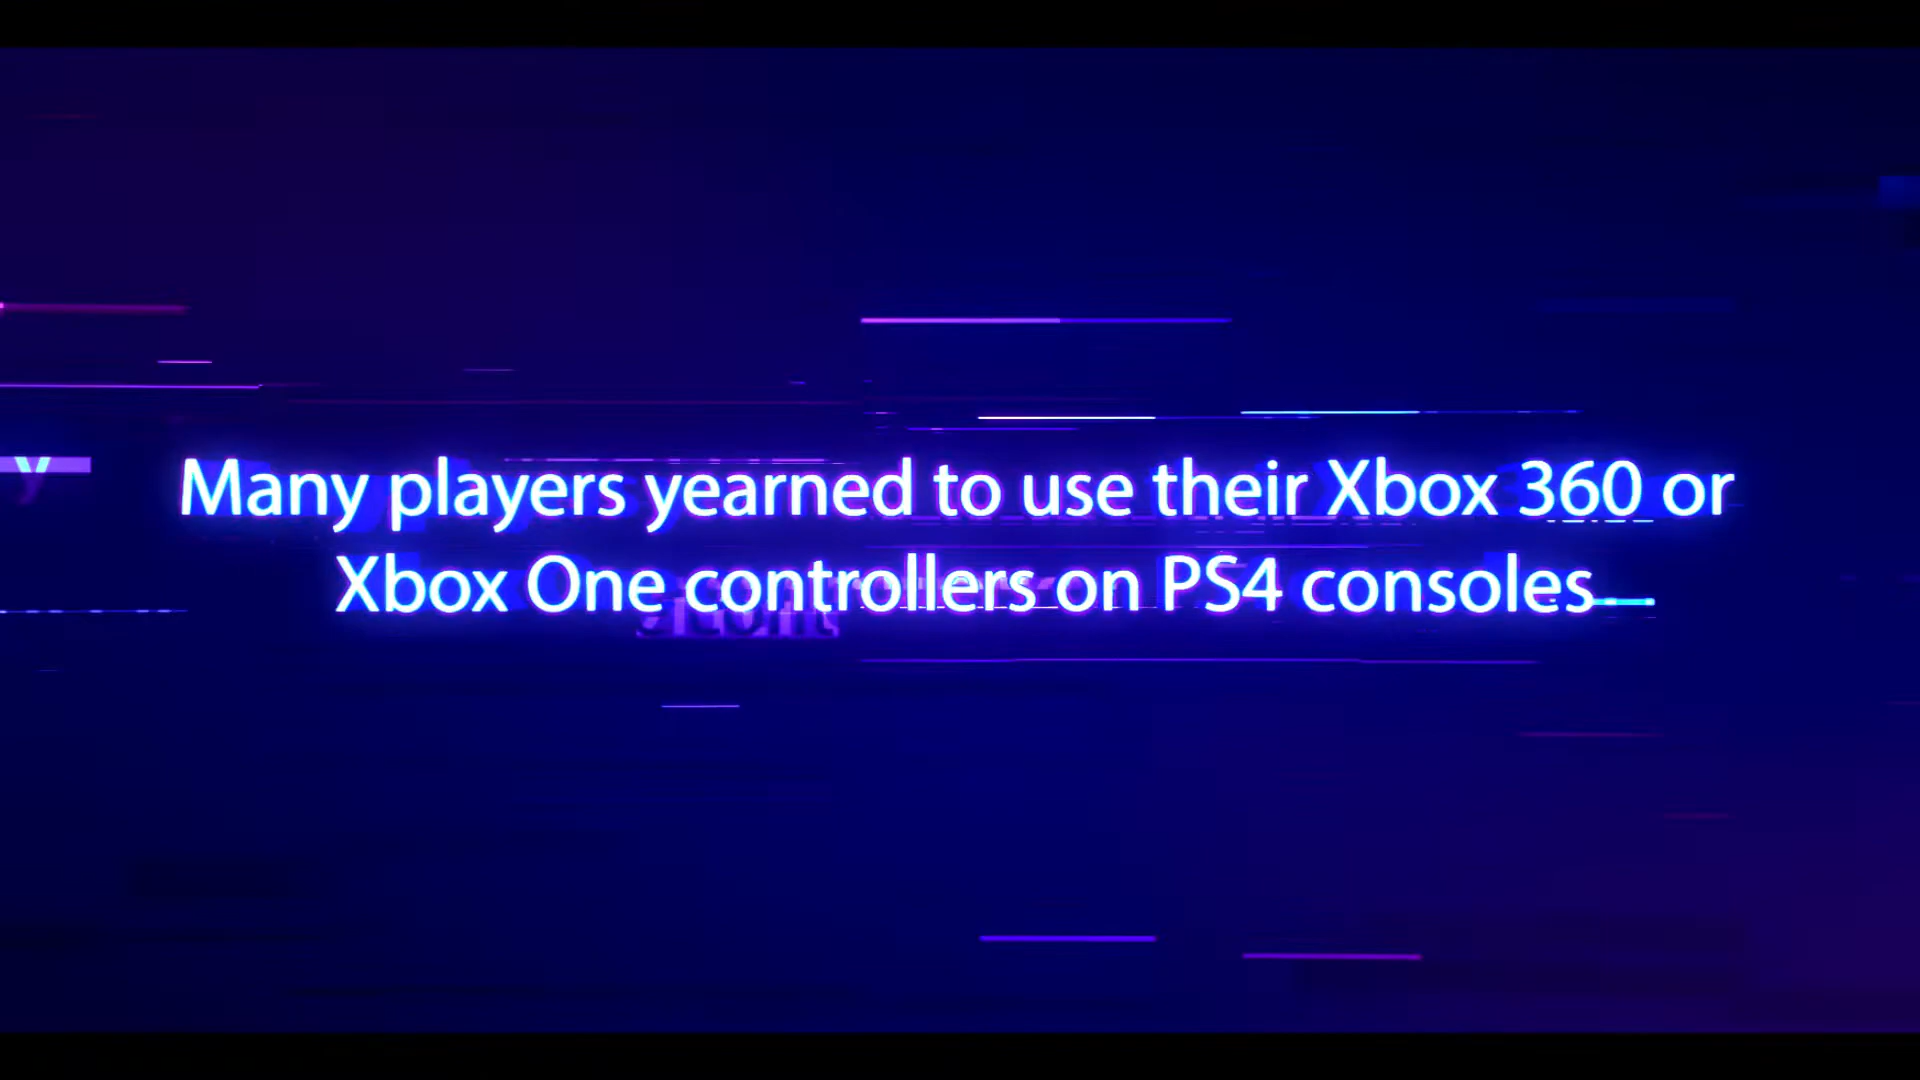 Many players yearned to use their Xbox 360 or
Xbox One controllers on PS4 consoles